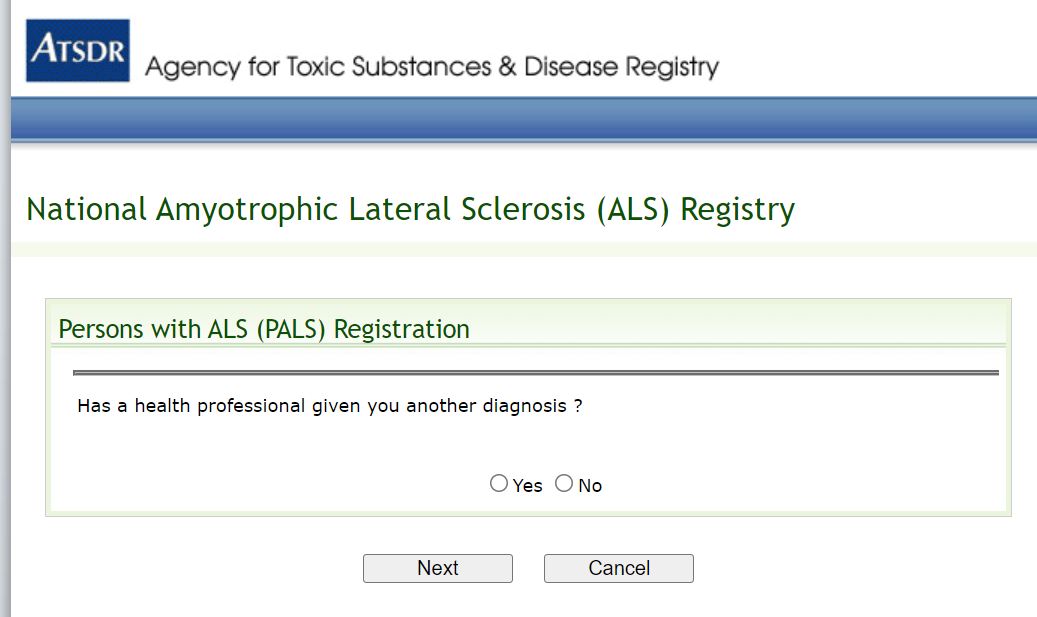 ATSDR
Agency for Toxic Substances & Disease Registry
National Amyotrophic Lateral Sclerosis (ALS) Registry
Persons with ALS (PALS) Registration
Has a health professional given you another diagnosis ?
Yes No
Next Cancel